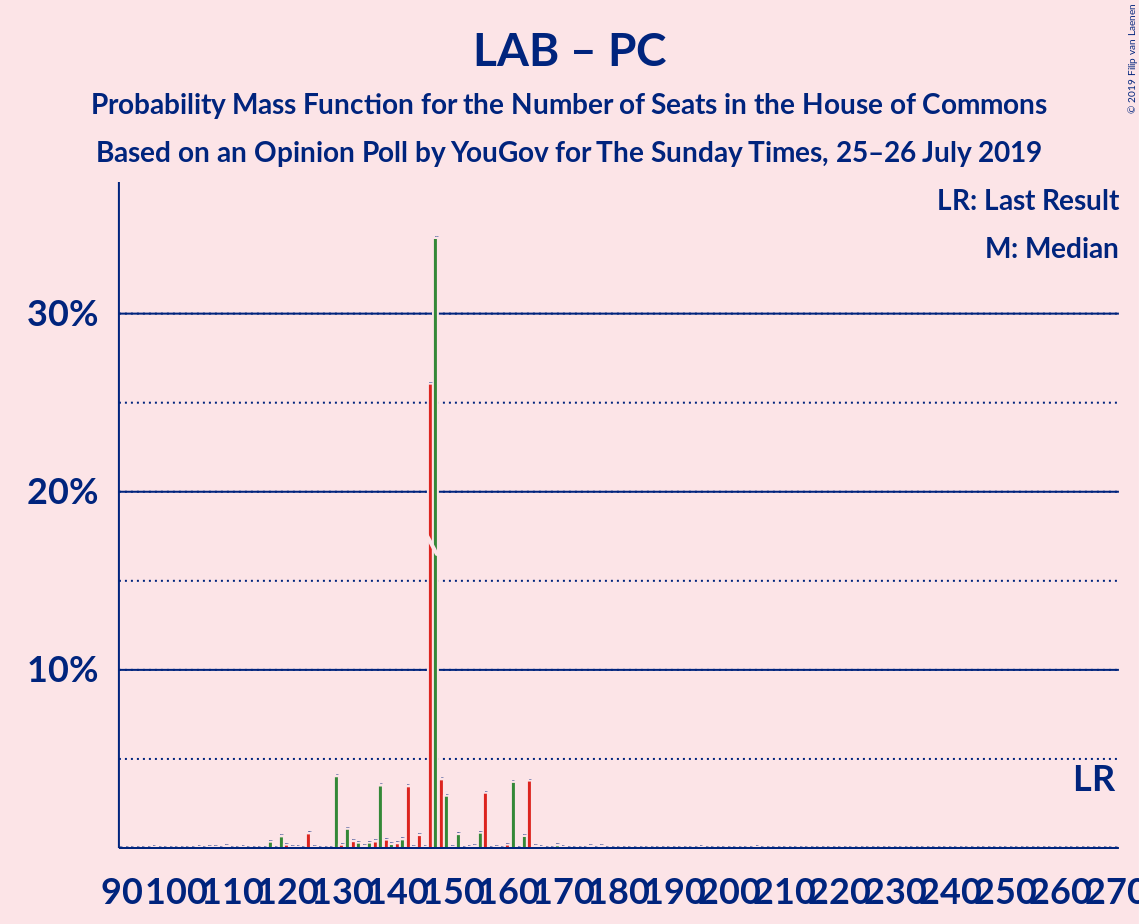 LAB – PC
Probability Mass Function for the Number of Seats in the House of Commons
Based on an Opinion Poll by YouGov for The Sunday Times, 25–26 July 2019
© 2019 Filip van Laenen
LR: Last Result
M: Median
30%
20%
10%
LR
90 100 110 120 130 140 150 160 170 180 190 200 210 220 230 240 250 260 270